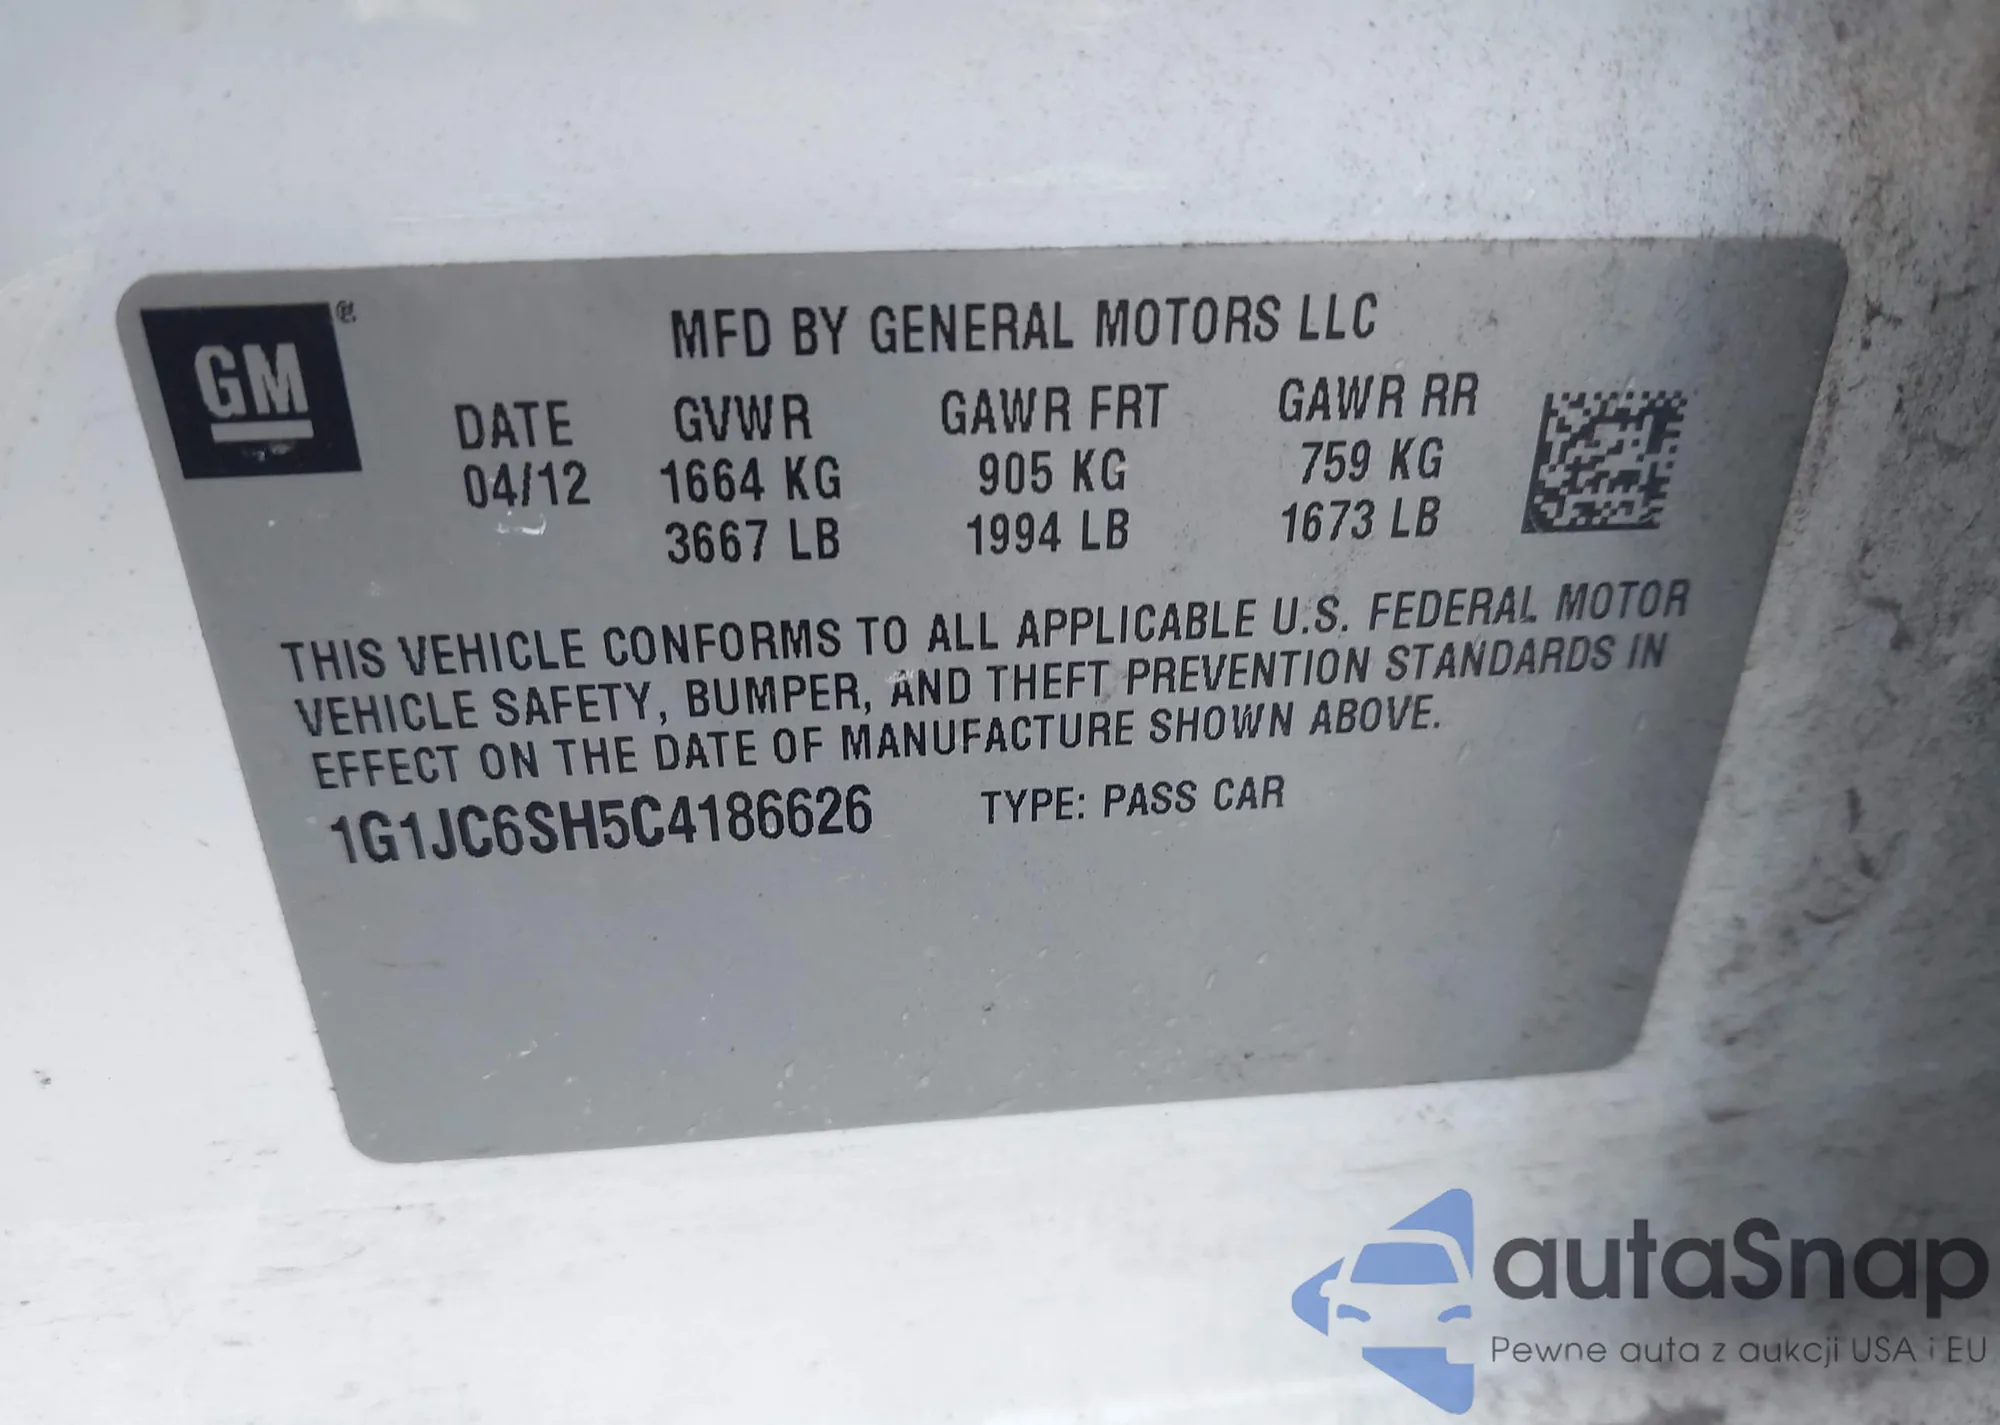 GM ®
MFD BY GENERAL MOTORS LLC
DATE GVWR GAWR FRT GAWR RR
04/12 1664 KG 905 KG 759 KG
3667 LB 1994 LB 1673 LB
THIS VEHICLE CONFORMS TO ALL APPLICABLE U.S. FEDERAL MOTOR
VEHICLE SAFETY, BUMPER, AND THEFT PREVENTION STANDARDS IN
EFFECT ON THE DATE OF MANUFACTURE SHOWN ABOVE.
1G1JC6SH5C4186626 TYPE: PASS CAR
autaSnap
Pewne auta z aukcji USA i EU